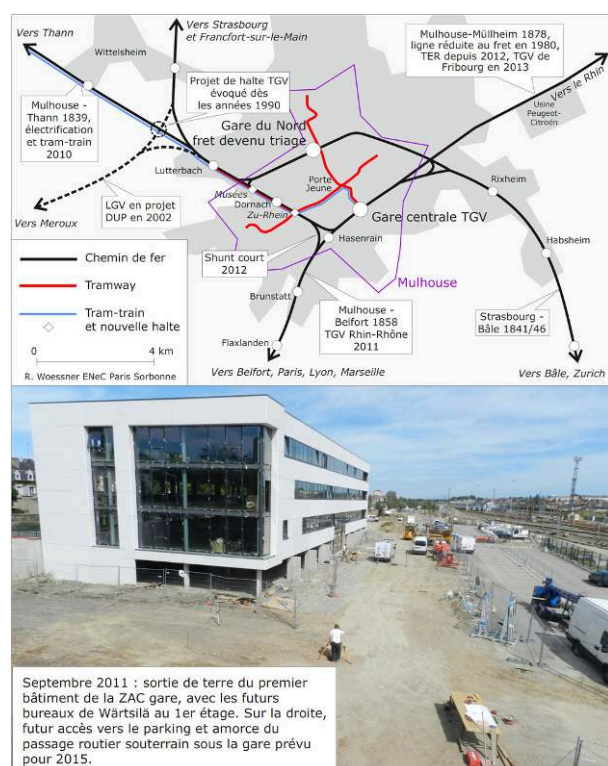 Vers Thann
Vers Strasbourg
et Francfort-sur-le-Main
Wittelsheim
Projet de halte TGV
évoqué dès
les années 1990
Mulhouse-Müllheim 1878,
ligne réduite au fret en 1980,
TER depuis 2012, TGV de
Fribourg en 2013
Vers le Rhin
Usine
Peugeot-
Citroën
Mulhouse -
Thann 1839,
électrification
et tram-train
2010
Gare du Nord
fret devenu triage
Lutterbach
Musées
Dornach
Zu-Rhein
Porte
Jeune
Gare centrale TGV
Rixheim
Vers Meroux
LGV en projet
DUP en 2002
Hasenrain
Habsheim
Shunt court
2012
Mulhouse
Chemin de fer
Tramway
Tram-train
et nouvelle halte
Brunstatt
Mulhouse -
Belfort 1858
TGV Rhin-Rhône
2011
Strasbourg -
Bâle 1841/46
Flaxlanden
0 4 km
R. Woessner ENeC Paris Sorbonne
Vers Belfort, Paris, Lyon, Marseille
Vers Bâle, Zurich
Septembre 2011 : sortie de terre du premier
bâtiment de la ZAC gare, avec les futurs
bureaux de Wärtsilä au 1er étage. Sur la droite,
futur accès vers le parking et amorce du
passage routier souterrain sous la gare prévu
pour 2015.